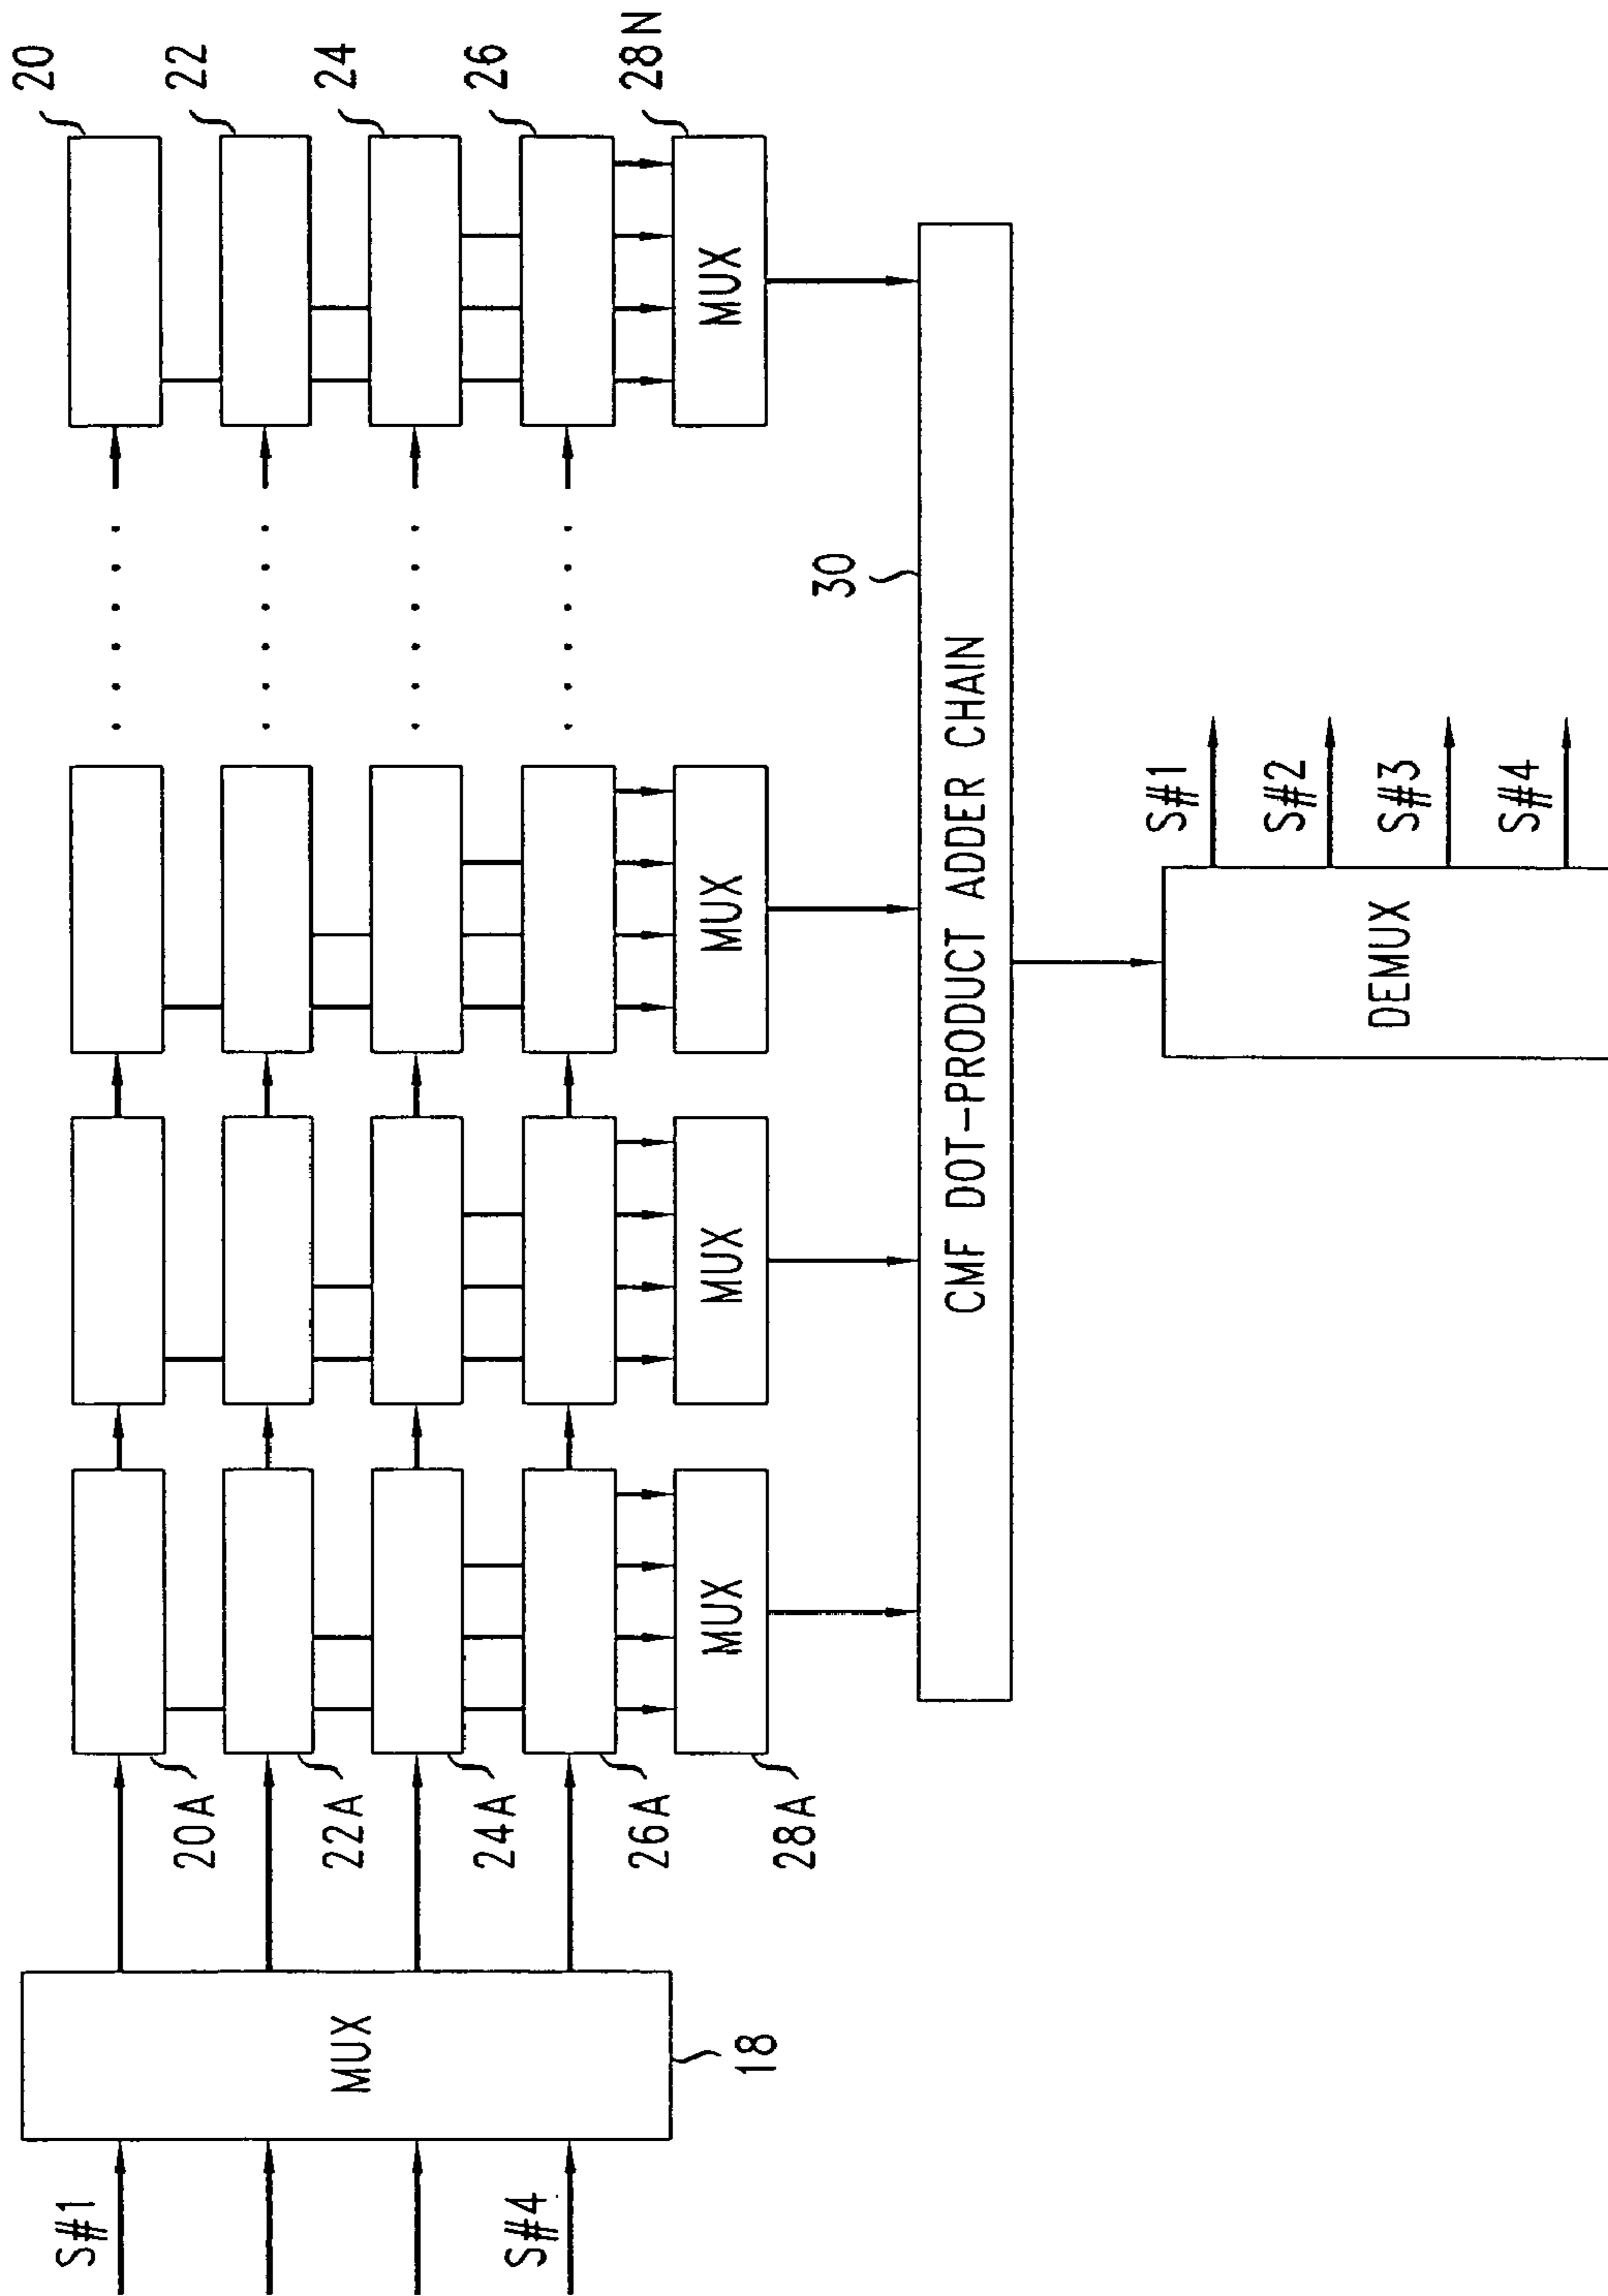 20
22
24
26
28N
S#1
S#4
MUX
18
20A
22A
24A
26A
28A
MUX
MUX
MUX
MUX
30
CMF DOT-PRODUCT ADDER CHAIN
DEMUX
S#1
S#2
S#3
S#4